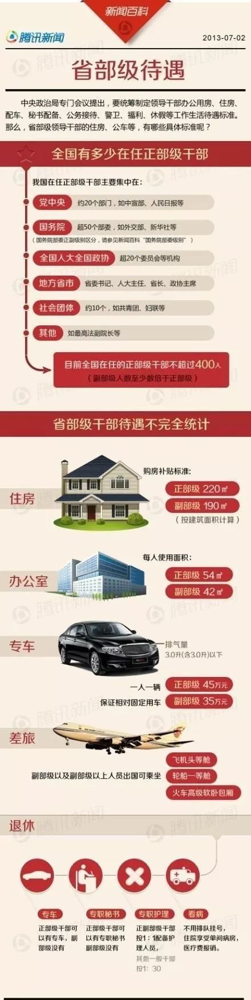 新闻百科
腾讯新闻
2013-07-02
省部级待遇
中央政治局专门会议提出，要统筹制定领导干部办公用房、住房、
配车、秘书配备、公务接待、警卫、福利、休假等工作生活待遇标准。
那么，省部级领导干部的住房、公车等，有哪些具体标准呢？
全国有多少在任正部级干部
我国在任正部级干部主要集中在：
党中央 约20个部门，如中宣部、人民日报等
国务院 超50个部委，如外交部、新华社等
（国务院部委正副级别区分，请参见新闻百科“国务院部委级别”）
全国人大全国政协 超20个委员会等机构
地方省市 省委书记、人大主任、省长、政协主席
社会团体 约10个，如共青团、妇联等
其他 如最高法副院长等
目前全国在任的正部级干部不超过400人
（副部级人数至少数倍于正部级）
省部级干部待遇不完全统计
住房
购房补贴标准:
正部级 220㎡
副部级 190㎡
（按建筑面积计算）
办公室
每人使用面积：
正部级 54㎡
副部级 42㎡
专车
排气量
3.0升(含3.0升)以下
一人一辆 正部级 45万元
保证相对固定用车 副部级 35万元
差旅
副部级以及副部级以上人员出国可乘坐
飞机头等舱
轮船一等舱
火车高级软卧包厢
退休
专车
正部级干部可
以有专车，副
部级没有
专职秘书
正部级干部可
以有专职秘书
副部级没有
专职护理
正副部级干部
按1：1配备护
理人员，
其他一般干部
按1：30
看病
不用排队挂号，
住院享受单间病房，
医疗费报销。